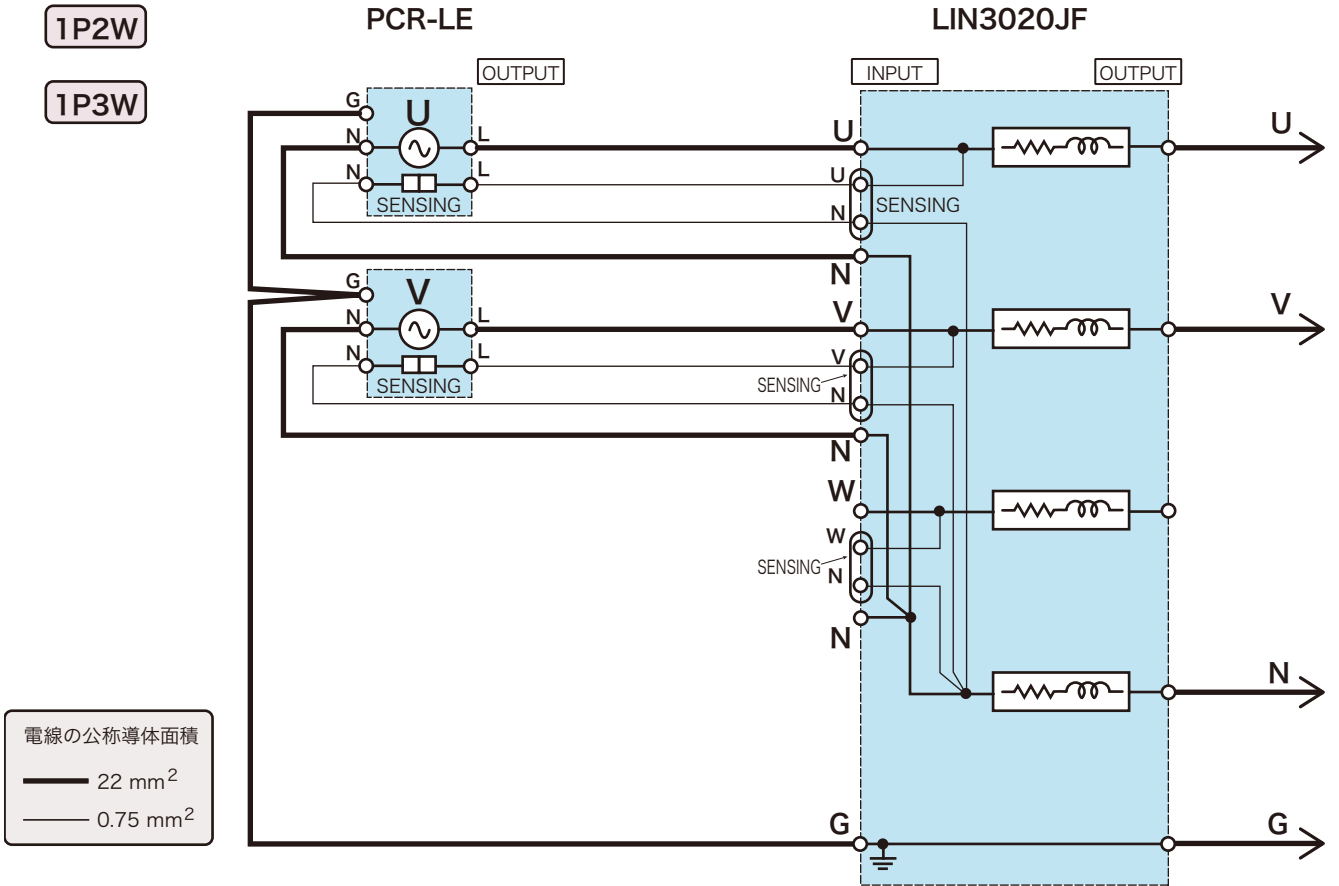 1P2W
PCR-LE
LIN3020JF
1P3W
OUTPUT
INPUT
OUTPUT
G
U
N
L
U
U
N
L
U
SENSING
N
SENSING
N
G
V
N
L
V
V
N
L
V
SENSING
SENSING
N
N
W
W
SENSING
N
N
N
電線の公称導体面積
22 mm2
0.75 mm2
G
G